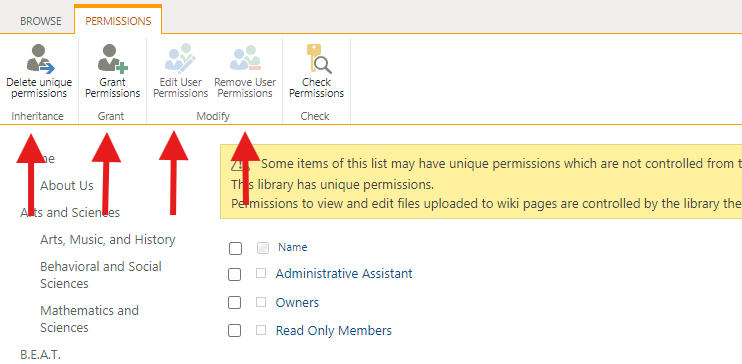 BROWSE
PERMISSIONS
Delete unique
permissions
Grant
Permissions
Edit User
Permissions
Remove User
Permissions
Check
Permissions
Inheritance
Grant
Modify
Check
About Us
Arts and Sciences
Arts, Music, and History
Behavioral and Social
Sciences
Mathematics and
Sciences
B.E.A.T.
Some items of this list may have unique permissions which are not controlled from t
This library has unique permissions.
Permissions to view and edit files uploaded to wiki pages are controlled by the library the
Name
Administrative Assistant
Owners
Read Only Members